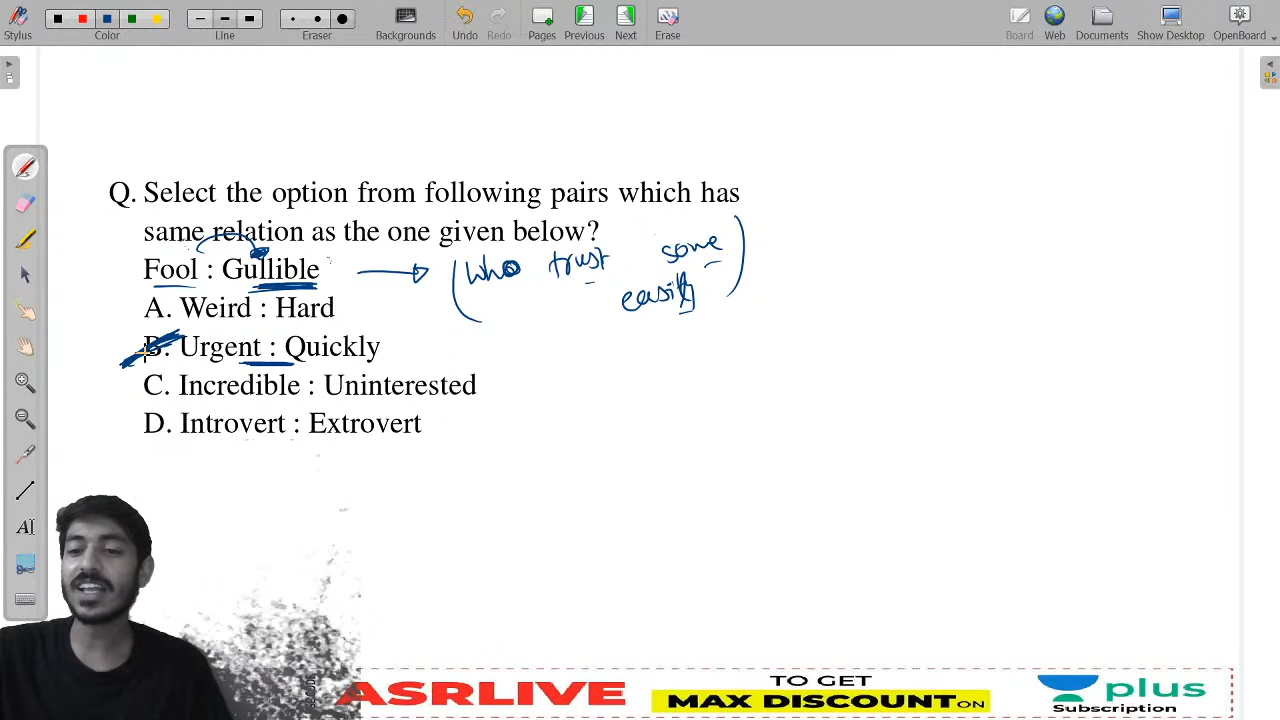 Stylus Color Line Eraser Backgrounds Undo Redo Pages Previous Next Erase Board Web Documents Show Desktop OpenBoard
Q. Select the option from following pairs which has
same relation as the one given below?
Fool : Gullible (who trust some
easily)
A. Weird : Hard
B. Urgent : Quickly
C. Incredible : Uninterested
D. Introvert : Extrovert
AI
ASRLIVE
TO GET
MAX DISCOUNT ON
plus
Subscription